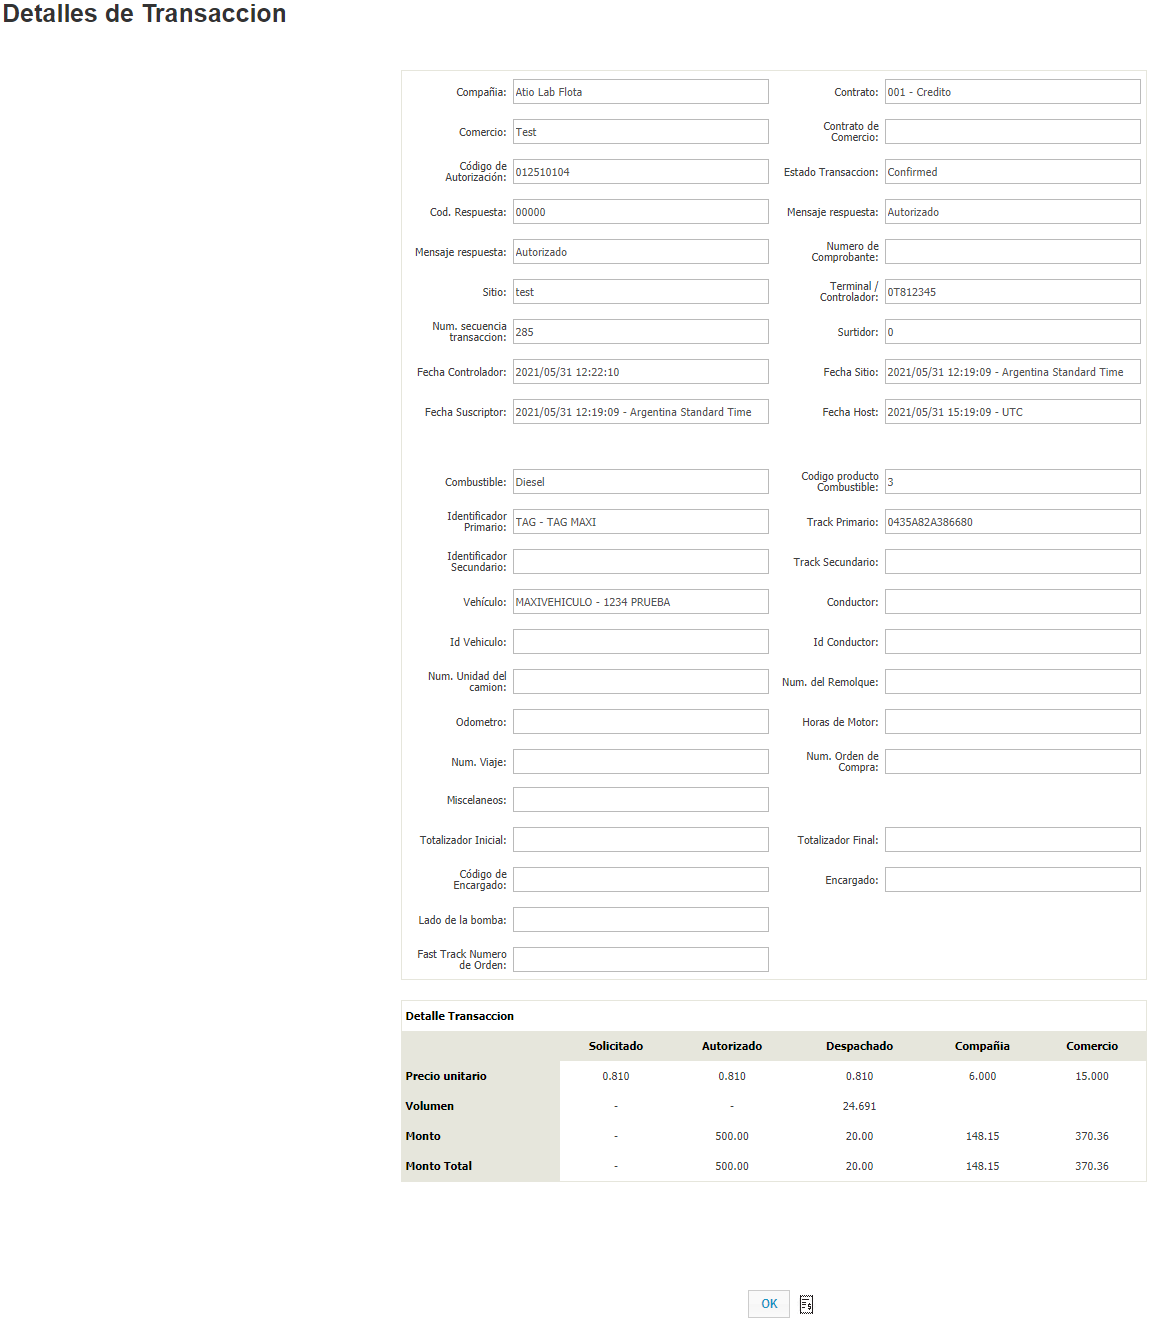 Detalles de Transaccion
Compañia: Atio Lab Flota Contrato: 001 - Credito
Comercio: Test Contrato de Comercio:
Código de Autorización: 012510104 Estado Transaccion: Confirmed
Cod. Respuesta: 00000 Mensaje respuesta: Autorizado
Mensaje respuesta: Autorizado Numero de Comprobante:
Sitio: test Terminal / Controlador: 0T812345
Num. secuencia transaccion: 285 Surtidor: 0
Fecha Controlador: 2021/05/31 12:22:10 Fecha Sitio: 2021/05/31 12:19:09 - Argentina Standard Time
Fecha Suscriptor: 2021/05/31 12:19:09 - Argentina Standard Time Fecha Host: 2021/05/31 15:19:09 - UTC
Combustible: Diesel Codigo producto Combustible: 3
Identificador Primario: TAG - TAG MAXI Track Primario: 0435A82A386680
Identificador Secundario: Track Secundario:
Vehículo: MAXIVEHICULO - 1234 PRUEBA Conductor:
Id Vehiculo: Id Conductor:
Num. Unidad del camion: Num. del Remolque:
Odometro: Horas de Motor:
Num. Viaje: Num. Orden de Compra:
Miscelaneos:
Totalizador Inicial: Totalizador Final:
Código de Encargado: Encargado:
Lado de la bomba:
Fast Track Numero de Orden:
Detalle Transaccion
Solicitado Autorizado Despachado Compañia Comercio
Precio unitario 0.810 0.810 0.810 6.000 15.000
Volumen - - 24.691
Monto - 500.00 20.00 148.15 370.36
Monto Total - 500.00 20.00 148.15 370.36
OK